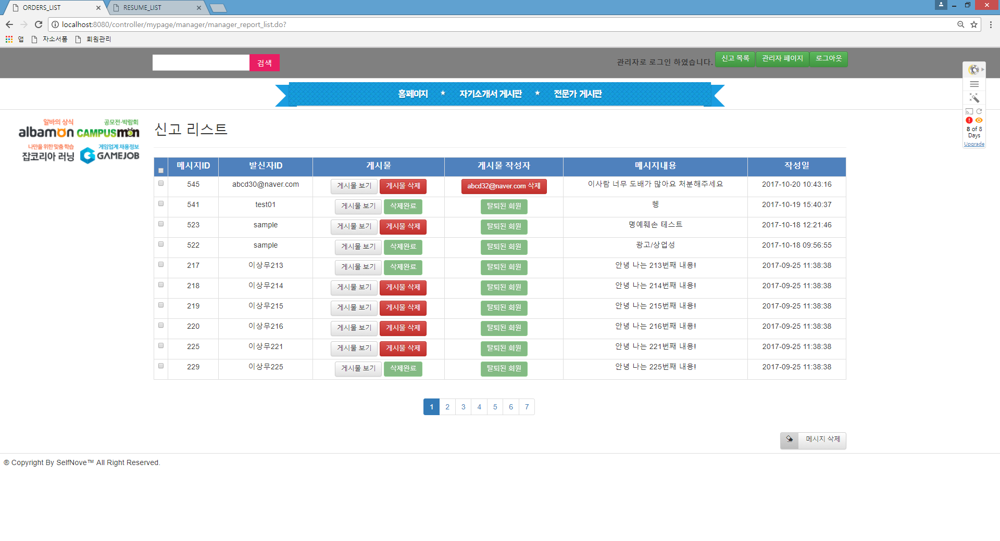 ORDERS_LIST RESUME_LIST
localhost:8080/controller/mypage/manager/manager_report_list.do?
앱 자소서폼 회원관리
검색 관리자로 로그인 하였습니다. 신고 목록 관리자 페이지 로그아웃
홈페이지 ★ 자기소개서 게시판 ★ 전문가 게시판
알바의 상식 공모전·박람회
albamon CAMPUSmon
나만을 위한 맞춤 학습 게임업계 채용정보
잡코리아 러닝 GAMEJOB
8 of 8
Days
Upgrade
신고 리스트
메시지ID 발신자ID 게시물 게시물 작성자 메시지내용 작성일
545 abcd30@naver.com 게시물 보기 게시물 삭제 abcd32@naver.com 삭제 이사람 너무 도배가 많아요 처분해주세요 2017-10-20 10:43:16
541 test01 게시물 보기 삭제완료 탈퇴된 회원 헹 2017-10-19 15:40:37
523 sample 게시물 보기 게시물 삭제 탈퇴된 회원 명예훼손 테스트 2017-10-18 12:21:46
522 sample 게시물 보기 삭제완료 탈퇴된 회원 광고/상업성 2017-10-18 09:56:55
217 이상무213 게시물 보기 삭제완료 탈퇴된 회원 안녕 나는 213번째 내용! 2017-09-25 11:38:38
218 이상무214 게시물 보기 게시물 삭제 탈퇴된 회원 안녕 나는 214번째 내용! 2017-09-25 11:38:38
219 이상무215 게시물 보기 게시물 삭제 탈퇴된 회원 안녕 나는 215번째 내용! 2017-09-25 11:38:38
220 이상무216 게시물 보기 게시물 삭제 탈퇴된 회원 안녕 나는 216번째 내용! 2017-09-25 11:38:38
225 이상무221 게시물 보기 게시물 삭제 탈퇴된 회원 안녕 나는 221번째 내용! 2017-09-25 11:38:38
229 이상무225 게시물 보기 삭제완료 탈퇴된 회원 안녕 나는 225번째 내용! 2017-09-25 11:38:38
1 2 3 4 5 6 7
메시지 삭제
® Copyright By SelfNove™ All Right Reserved.